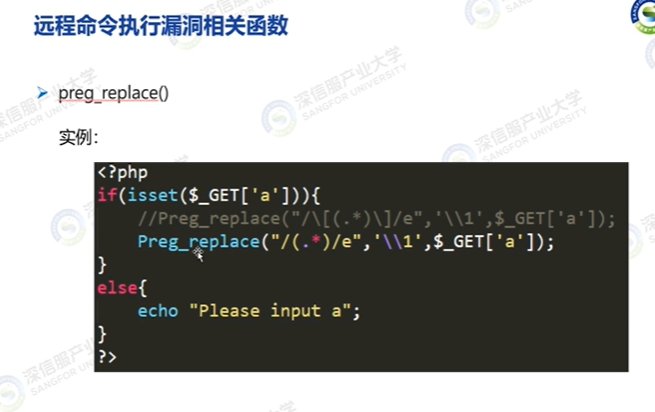 远程命令执行漏洞相关函数
preg_replace()
实例：
<?php
if(isset($_GET['a'])){
    //Preg_replace("/\[(.*)\]/e",'\\1',$_GET['a']);
    Preg_replace("/(.*)/e",'\\1',$_GET['a']);
}
else{
    echo "Please input a";
}
?>
深信服产业大学
SANGFOR UNIVERSITY